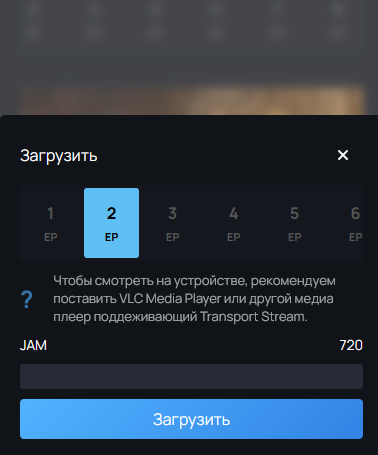 Загрузить
1 2 3 4 5 6
EP EP EP EP EP EP
Чтобы смотреть на устройстве, рекомендуем
поставить VLC Media Player или другой медиа
плеер поддеживающий Transport Stream.
JAM 720
Загрузить